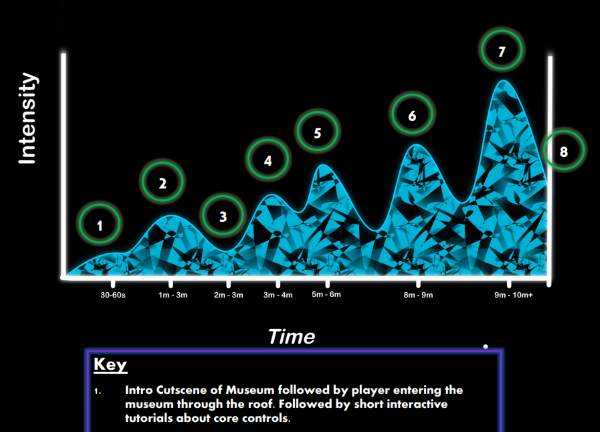 7
Intensity
6
5
8
4
2
3
1
30-60s
1m - 3m
2m - 3m
3m - 4m
5m - 6m
8m - 9m
9m - 10m+
Time
Key
1. Intro Cutscene of Museum followed by player entering the
museum through the roof. Followed by short interactive
tutorials about core controls.